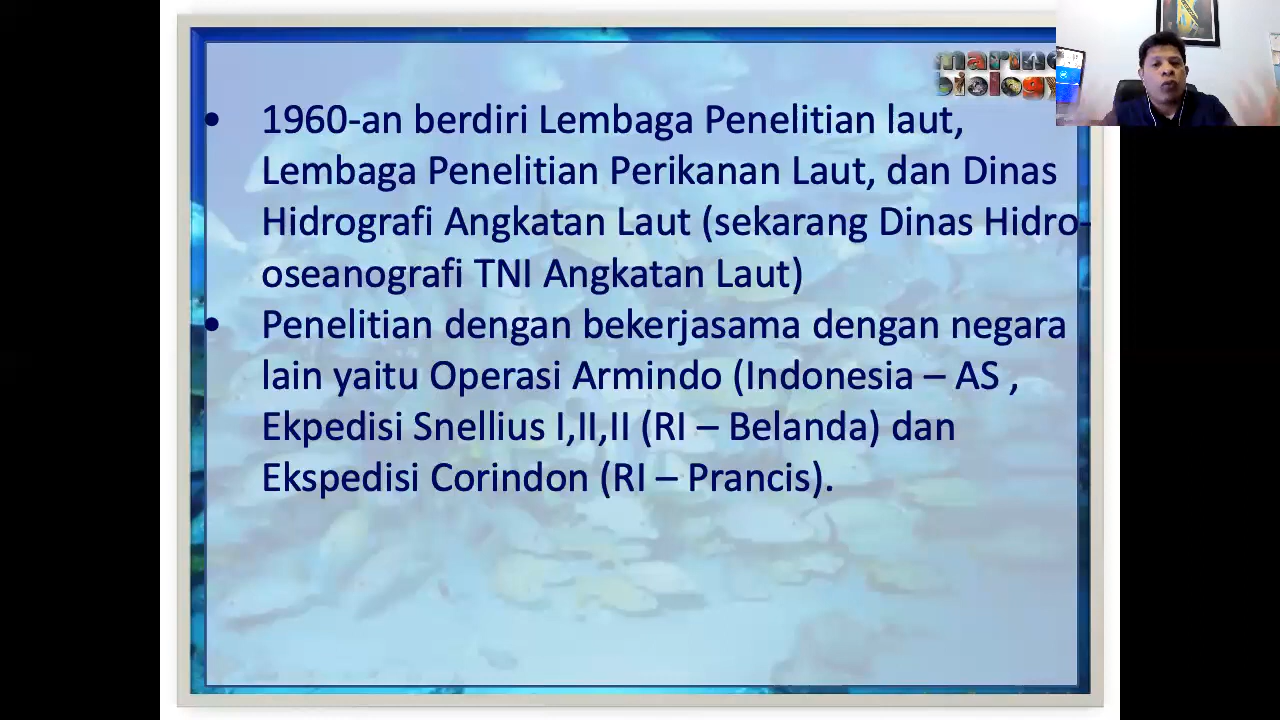 marine
biology
• 1960-an berdiri Lembaga Penelitian laut,
Lembaga Penelitian Perikanan Laut, dan Dinas
Hidrografi Angkatan Laut (sekarang Dinas Hidro-
oseanografi TNI Angkatan Laut)
• Penelitian dengan bekerjasama dengan negara
lain yaitu Operasi Armindo (Indonesia – AS ,
Ekpedisi Snellius I,II,II (RI – Belanda) dan
Ekspedisi Corindon (RI – Prancis).